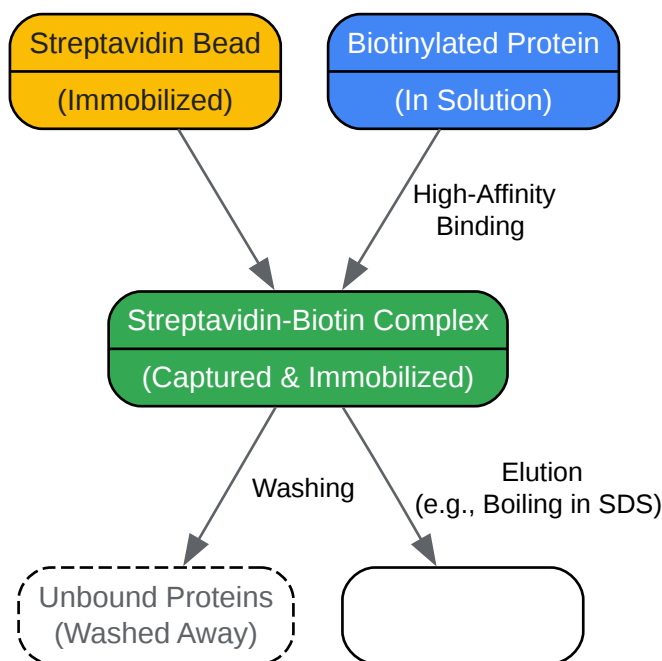 Streptavidin Bead
(Immobilized)
Biotinylated Protein
(In Solution)
High-Affinity
Binding
Streptavidin-Biotin Complex
(Captured & Immobilized)
Washing
Elution
(e.g., Boiling in SDS)
Unbound Proteins
(Washed Away)